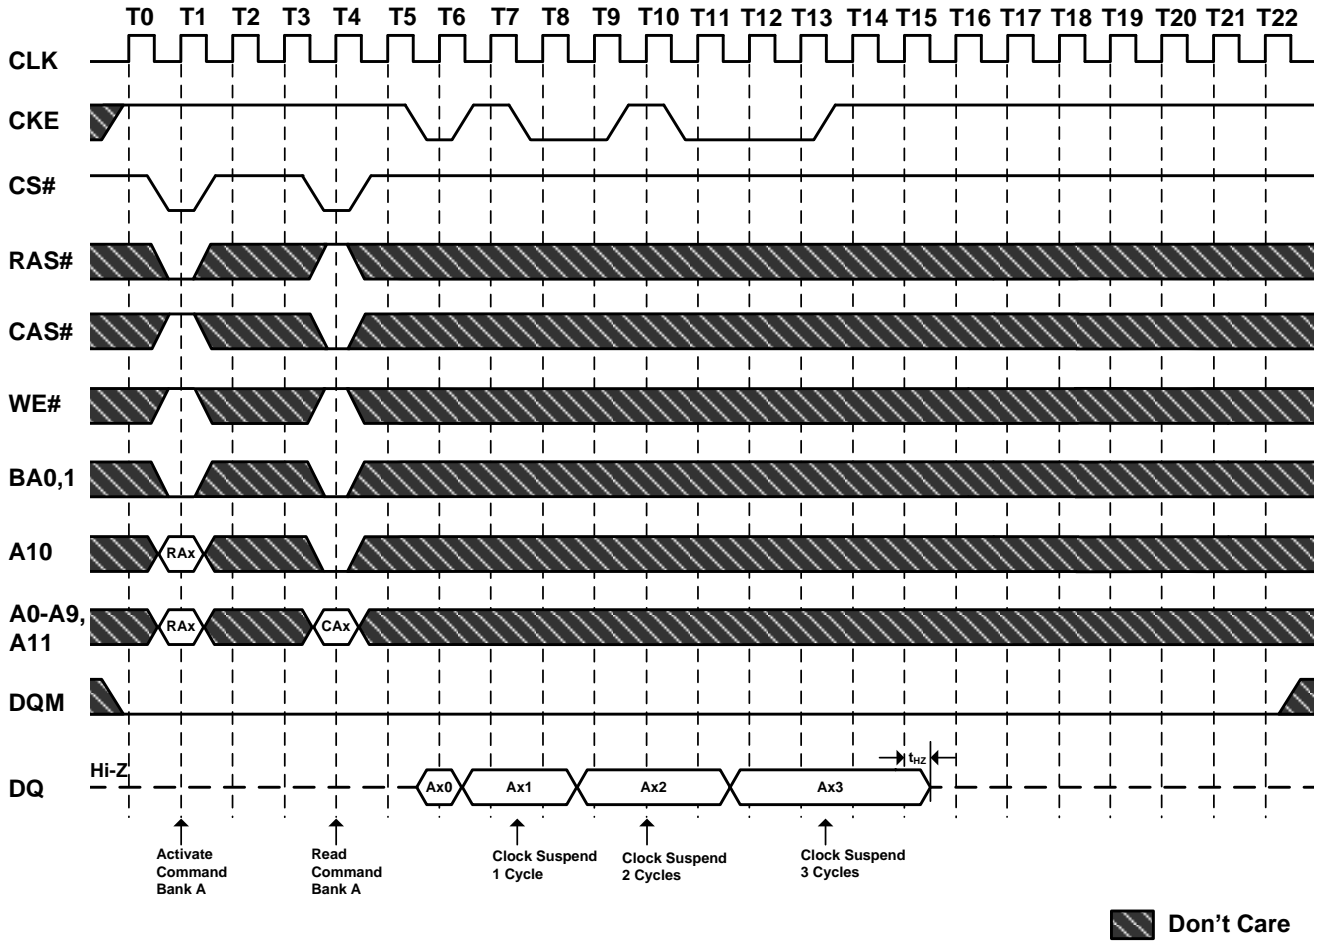 T0 T1 T2 T3 T4 T5 T6 T7 T8 T9 T10 T11 T12 T13 T14 T15 T16 T17 T18 T19 T20 T21 T22
CLK
CKE
CS#
RAS#
CAS#
WE#
BA0,1
A10 RAx
A0-A9,
A11
RAx CAx
DQM
Hi-Z
tHZ
DQ
Ax0 Ax1 Ax2 Ax3
Activate
Command
Bank A
Read
Command
Bank A
Clock Suspend
1 Cycle
Clock Suspend
2 Cycles
Clock Suspend
3 Cycles
Don't Care